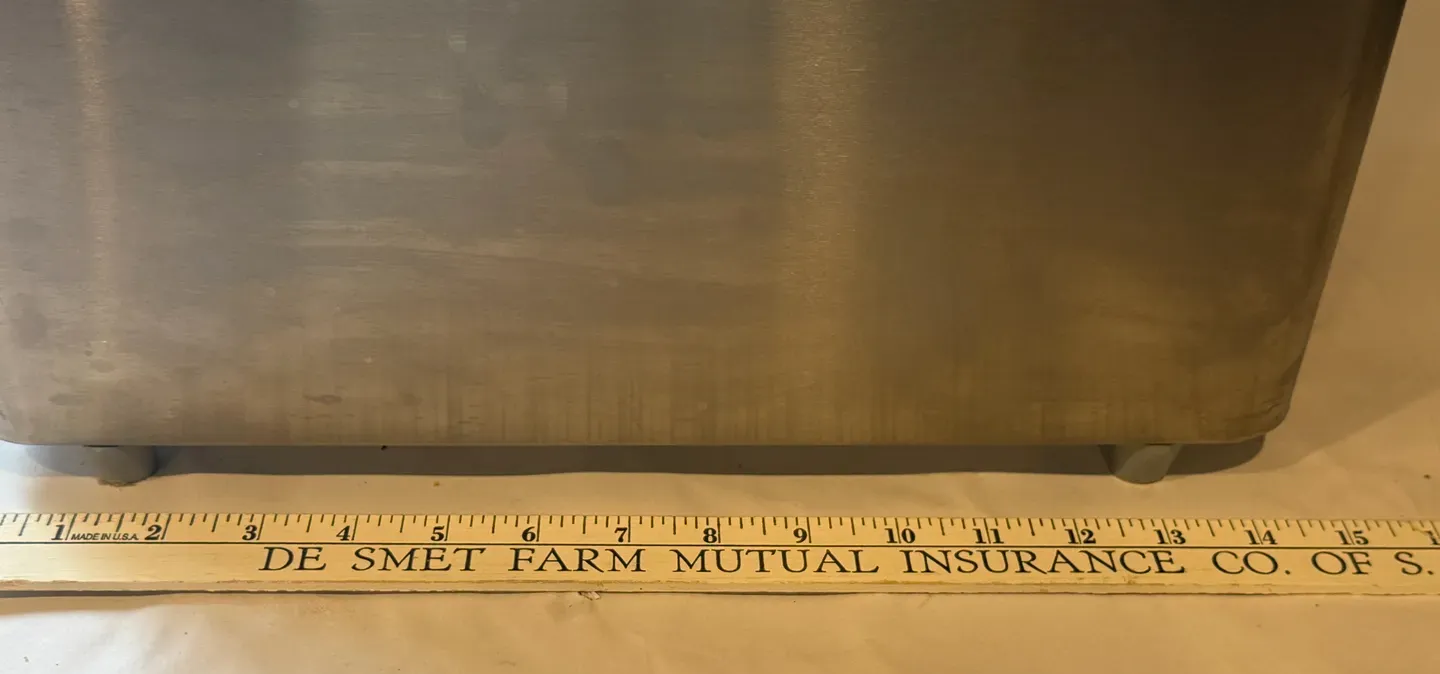 1 MADE IN U.S.A. 2 3 4 5 6 7 8 9 10 11 12 13 14 15
DE SMET FARM MUTUAL INSURANCE CO. OF S.